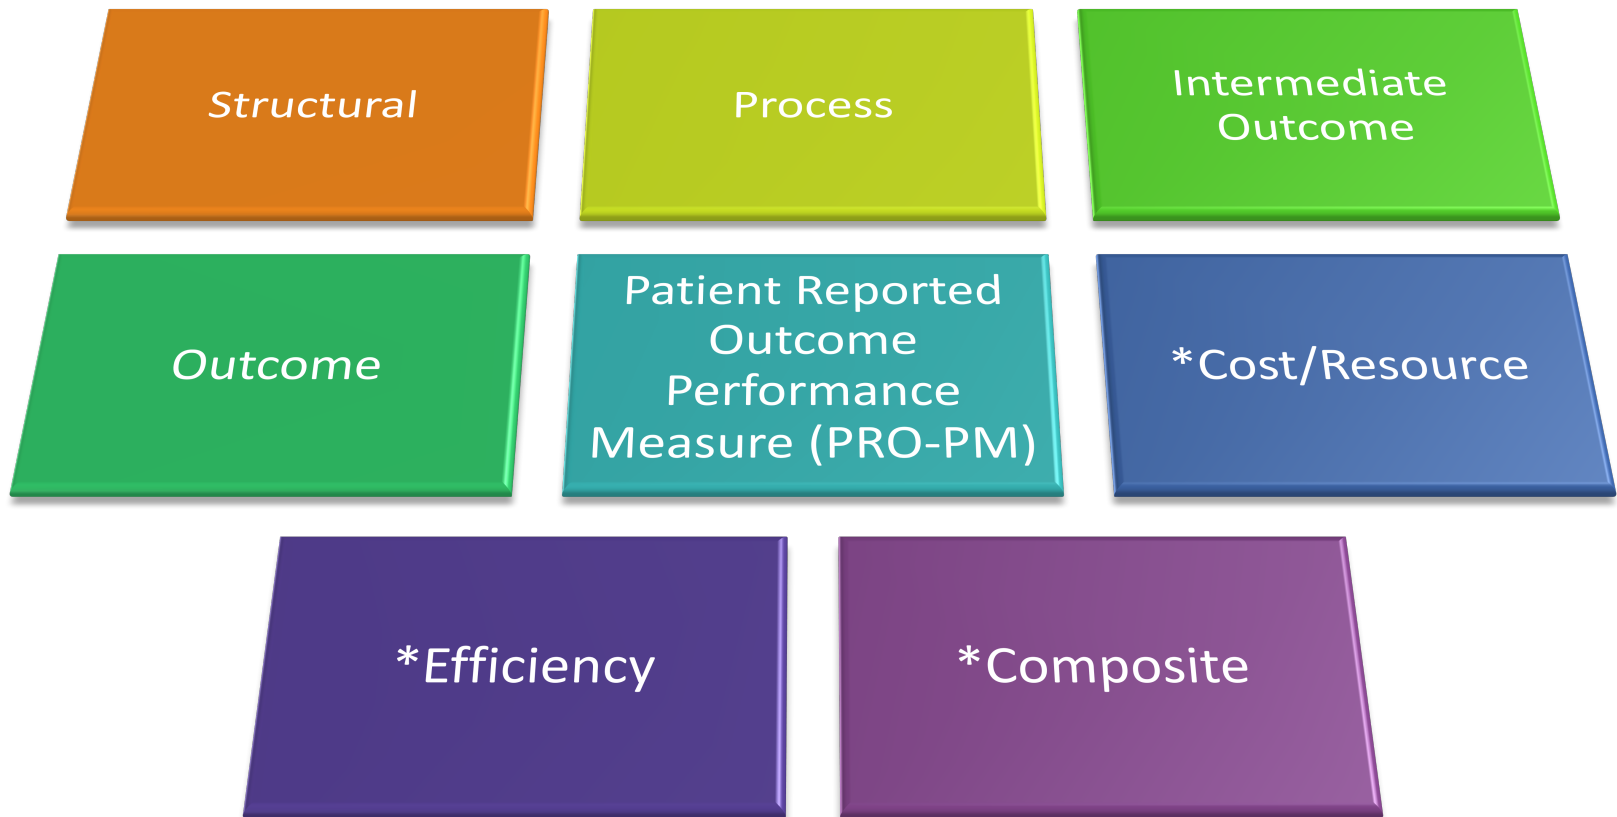 Structural
Process
Intermediate
Outcome
Outcome
Patient Reported
Outcome
Performance
Measure (PRO-PM)
*Cost/Resource
*Efficiency
*Composite